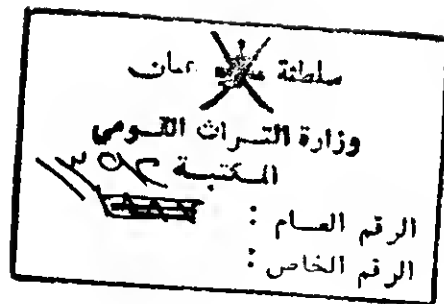 سلطنة عمان
وزارة التراث القومي
المكتبة
الرقم العام :
الرقم الخاص :